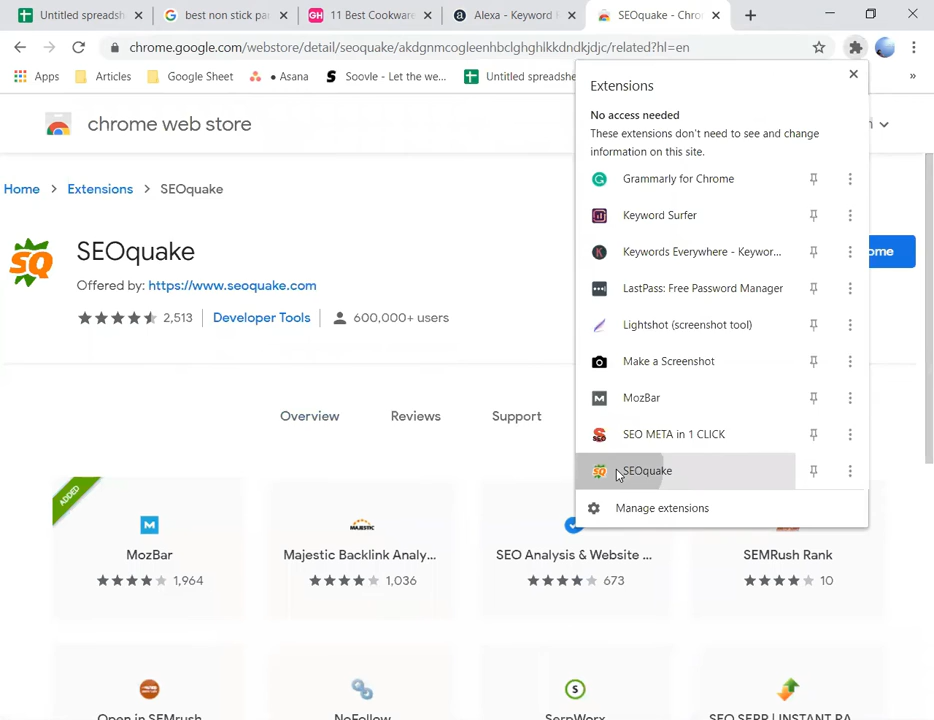 Untitled spreadsh
best non stick pa
GH 11 Best Cookware
a Alexa - Keyword
SEOquake - Chro
chrome.google.com/webstore/detail/seoquake/akdgnmcogleenhbclghghlkkdndkjdjc/related?hl=en
Apps
Articles
Google Sheet
Asana
S Soovle - Let the we...
Untitled spreadshe
»
chrome web store
Home > Extensions > SEOquake
SQ
SEOquake
Offered by: https://www.seoquake.com
2,513
Developer Tools
600,000+ users
ome
Overview
Reviews
Support
ADDED
M
MozBar
1,964
MAJESTIC
Majestic Backlink Analy...
1,036
SEO Analysis & Website ...
673
SEMRush Rank
10
Open in SEMrush
NoFollow
S
SerpWorx
SEO SERP | INSTANT RA
Extensions
No access needed
These extensions don't need to see and change
information on this site.
Grammarly for Chrome
Keyword Surfer
K Keywords Everywhere - Keywor...
LastPass: Free Password Manager
Lightshot (screenshot tool)
Make a Screenshot
M MozBar
SEO META in 1 CLICK
SEOquake
Manage extensions